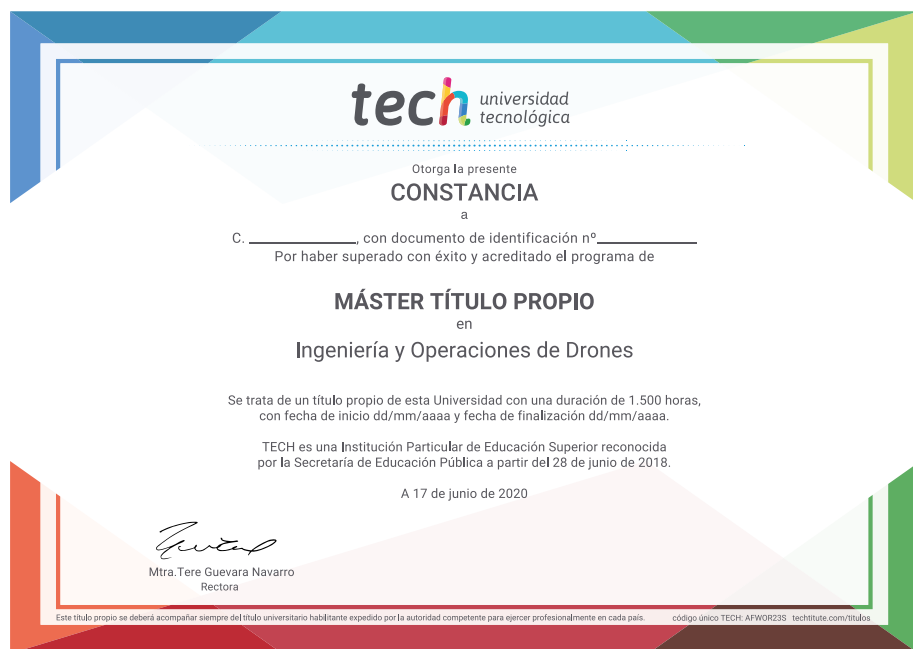 tech universidad
tecnológica
Otorga la presente
CONSTANCIA
a
C. ____________, con documento de identificación nº____________
Por haber superado con éxito y acreditado el programa de
MÁSTER TÍTULO PROPIO
en
Ingeniería y Operaciones de Drones
Se trata de un título propio de esta Universidad con una duración de 1.500 horas,
con fecha de inicio dd/mm/aaaa y fecha de finalización dd/mm/aaaa.
TECH es una Institución Particular de Educación Superior reconocida
por la Secretaría de Educación Pública a partir del 28 de junio de 2018.
A 17 de junio de 2020
Mtra.Tere Guevara Navarro
Rectora
Este título propio se deberá acompañar siempre del título universitario habilitante expedido por la autoridad competente para ejercer profesionalmente en cada país. código único TECH: AFWOR23S techtitute.com/titulos